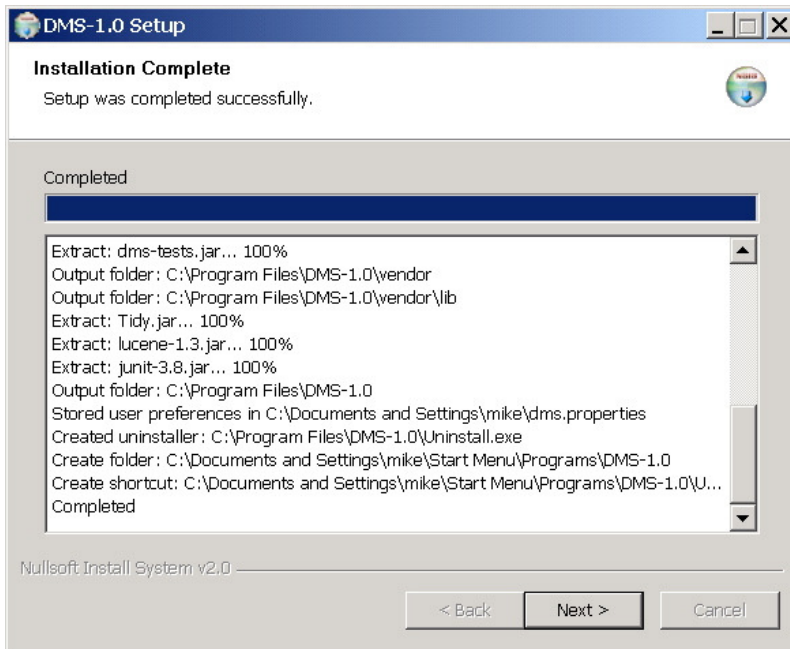 DMS-1.0 Setup
Installation Complete
Setup was completed successfully.
Completed
Extract: dms-tests.jar... 100%
Output folder: C:\Program Files\DMS-1.0\vendor
Output folder: C:\Program Files\DMS-1.0\vendor\lib
Extract: Tidy.jar... 100%
Extract: lucene-1.3.jar... 100%
Extract: junit-3.8.jar... 100%
Output folder: C:\Program Files\DMS-1.0
Stored user preferences in C:\Documents and Settings\mike\dms.properties
Created uninstaller: C:\Program Files\DMS-1.0\Uninstall.exe
Create folder: C:\Documents and Settings\mike\Start Menu\Programs\DMS-1.0
Create shortcut: C:\Documents and Settings\mike\Start Menu\Programs\DMS-1.0\U...
Completed
Nullsoft Install System v2.0
< Back
Next >
Cancel